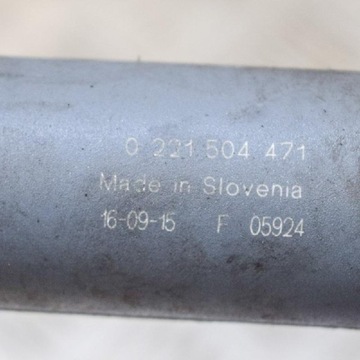 0 221 504 471
Made in Slovenia
16-09-15 F 05924